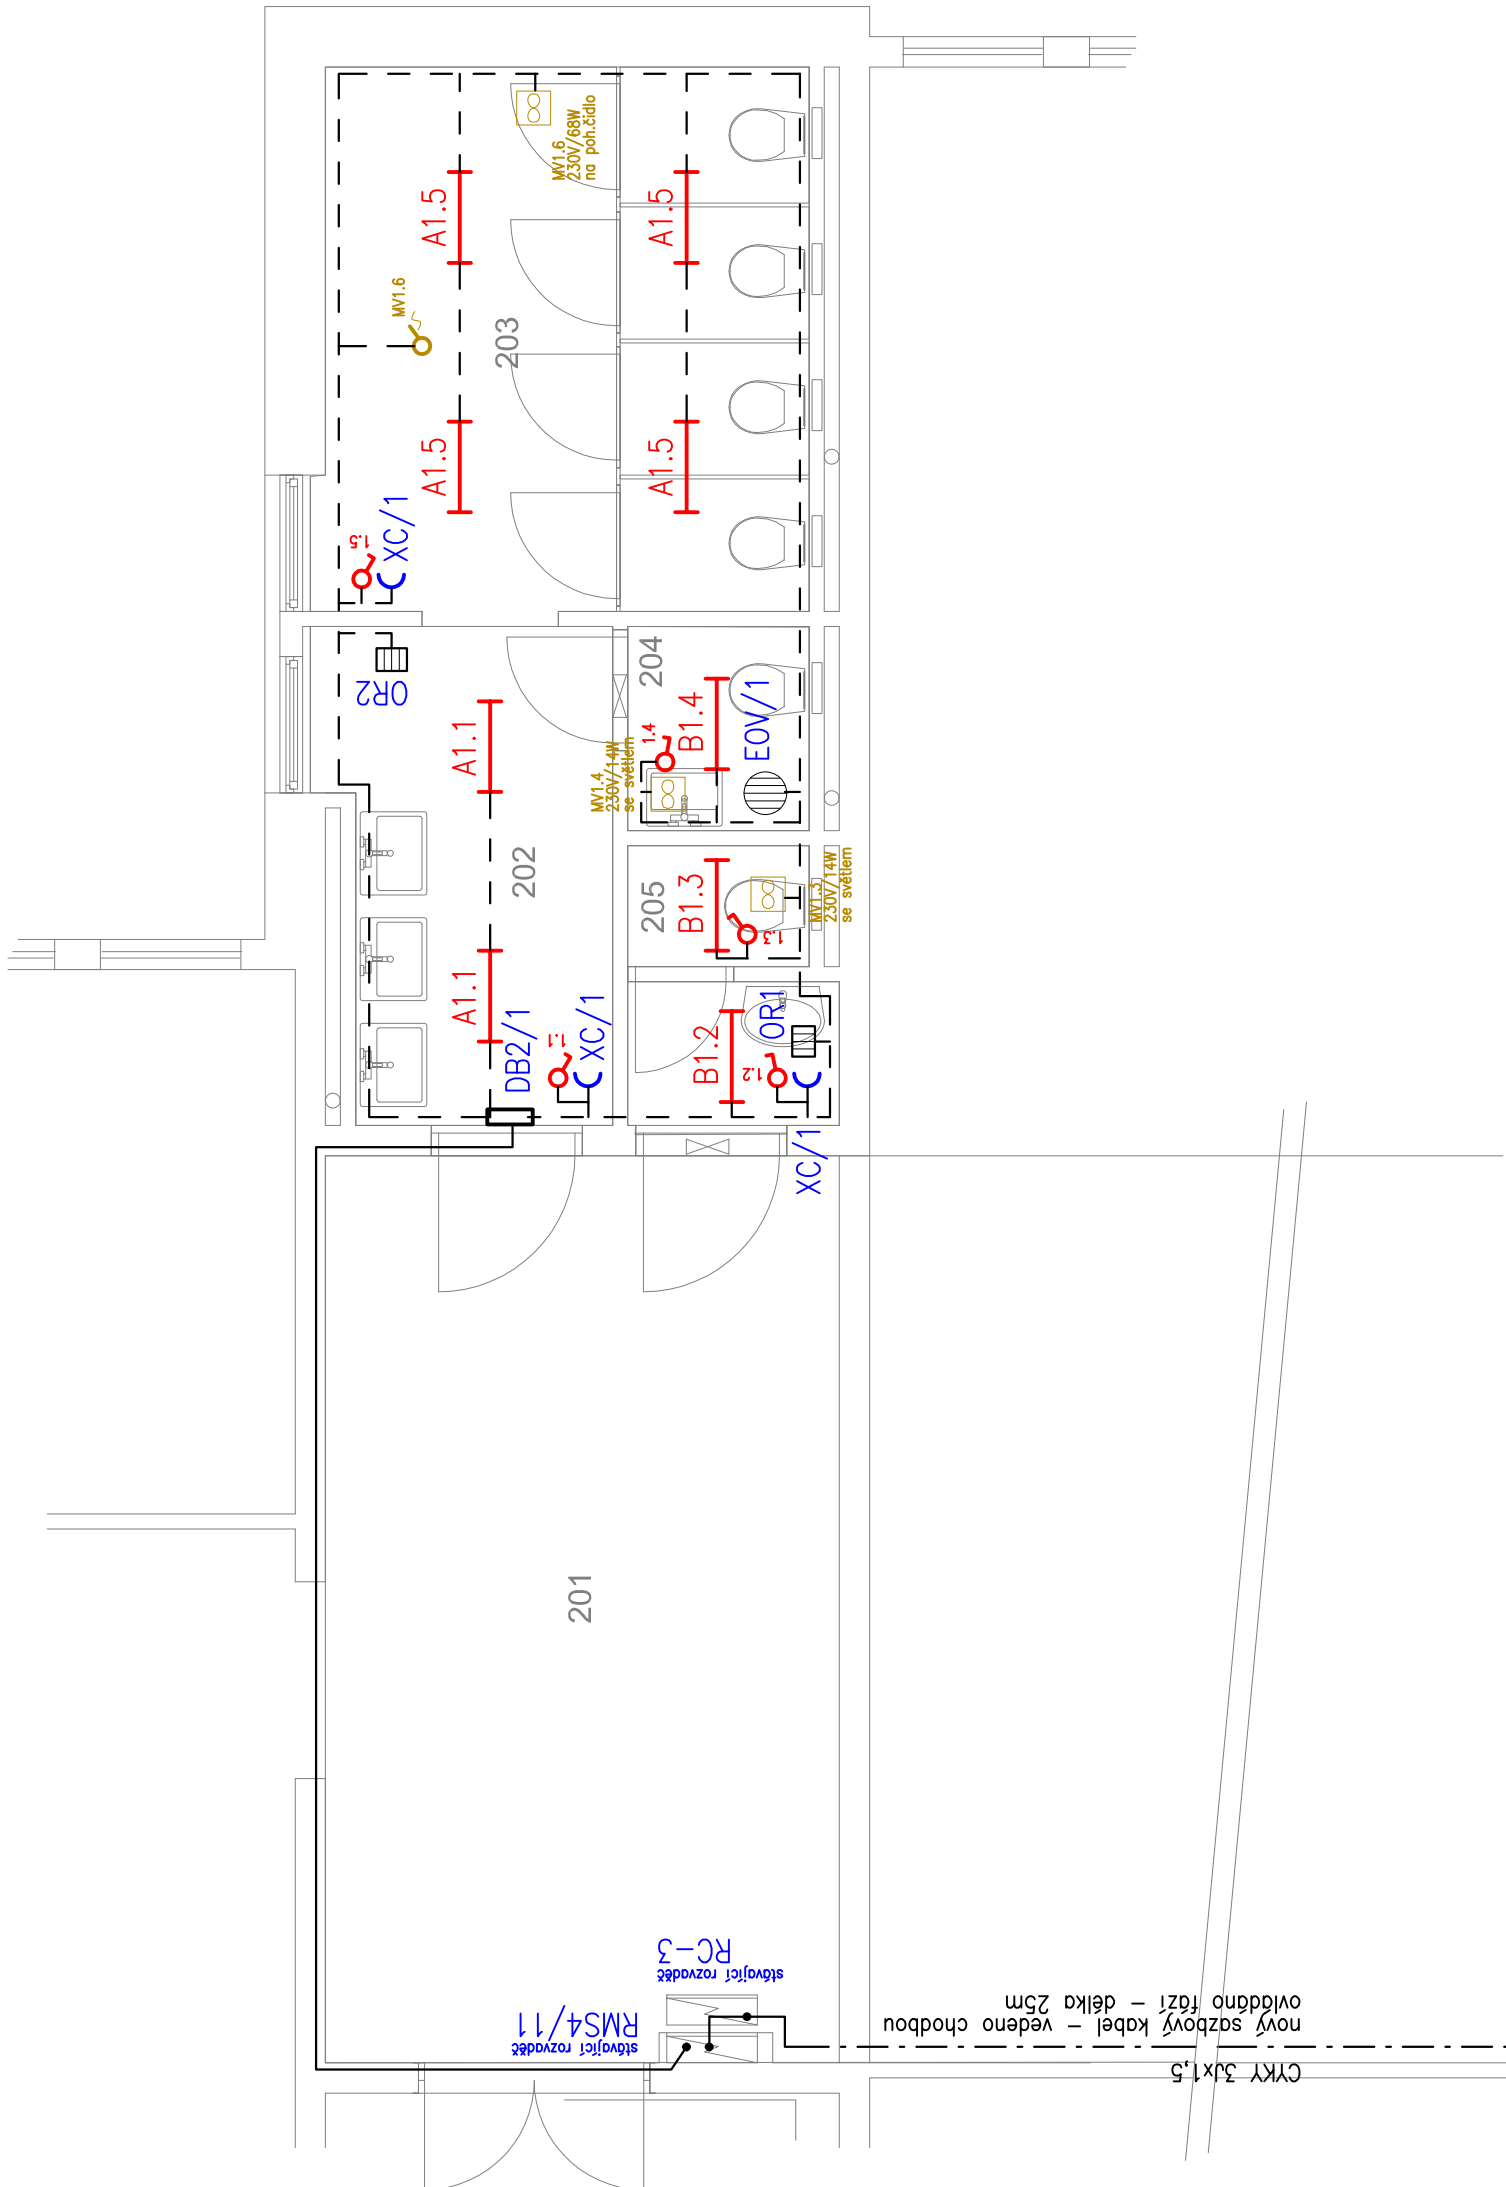 MV1.6
230V/68W
na poh.čidlo
A1.5
A1.5
MV1.6
203
A1.5
A1.5
1.5
XC/1
OR2
204
A1.1
1.4
B1.4
EOV/1
MV1.4
230V/14W
se světlem
202
205
B1.3
1.3
MV1.3
230V/14W
se světlem
A1.1
DB2/1
1.1
XC/1
B1.2
OR1
1.2
XC/1
201
RC-3
stávající rozvaděč
RMS4/11
stávající rozvaděč
CYKY 3Jx1,5
nový sazbový kabel – vedeno chodbou
ovládáno fází – délka 25m